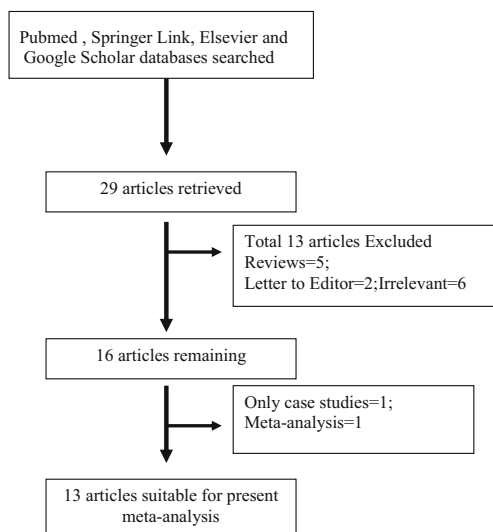 Pubmed , Springer Link, Elsevier and
Google Scholar databases searched
29 articles retrieved
Total 13 articles Excluded
Reviews=5;
Letter to Editor=2;Irrelevant=6
16 articles remaining
Only case studies=1;
Meta-analysis=1
13 articles suitable for present
meta-analysis